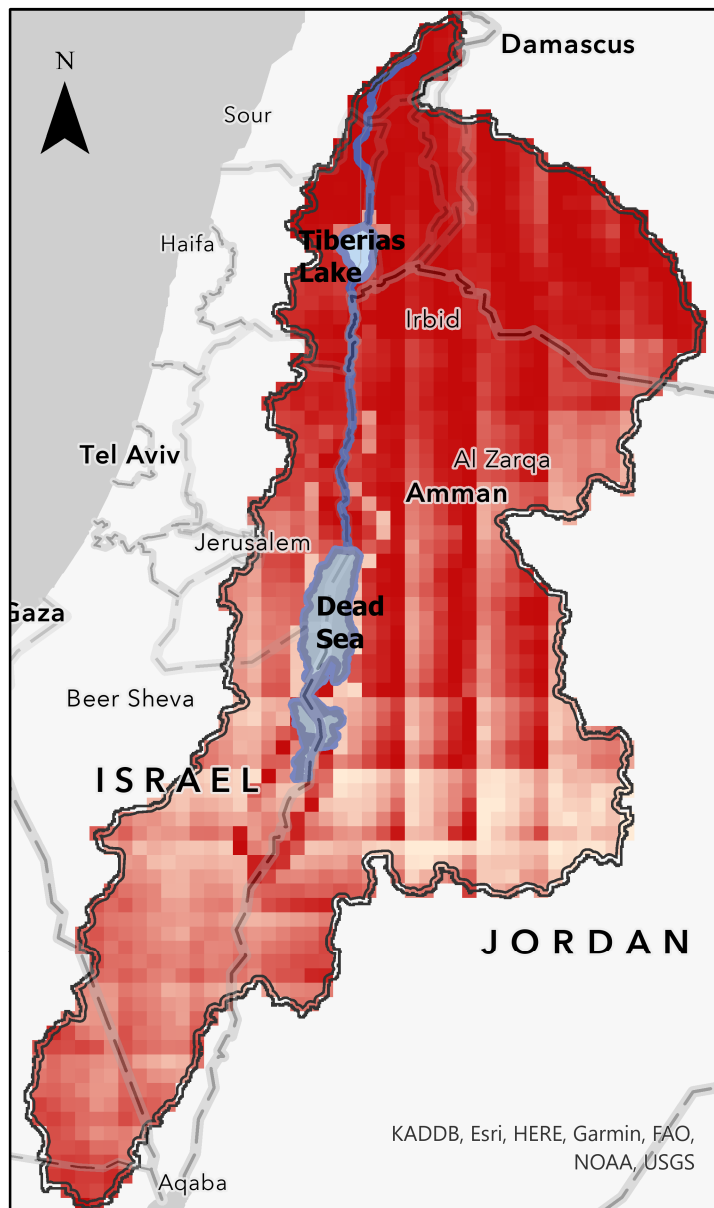 N
Damascus
Sour
Haifa
Tiberias
Lake
Irbid
Tel Aviv
Al Zarqa
Amman
Jerusalem
Gaza
Dead
Sea
Beer Sheva
ISRAEL
JORDAN
KADDB, Esri, HERE, Garmin, FAO,
NOAA, USGS
Aqaba